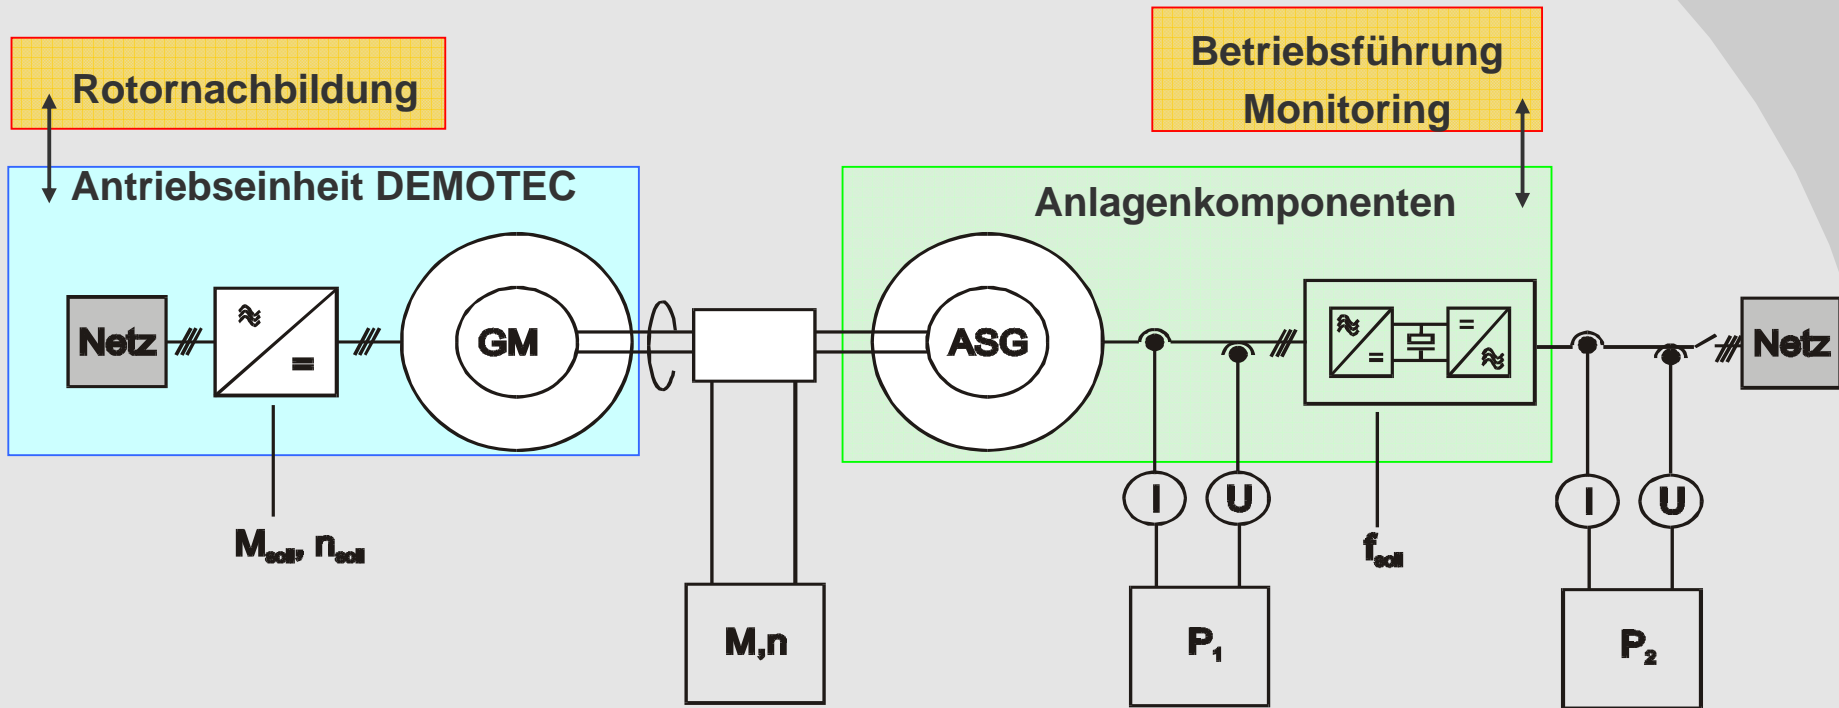 Rotornachbildung
Betriebsführung
Monitoring
Antriebseinheit DEMOTEC
Anlagenkomponenten
Netz
GM
ASG
Netz
I
U
I
U
Msoll, nsoll
fsoll
M,n
P1
P2